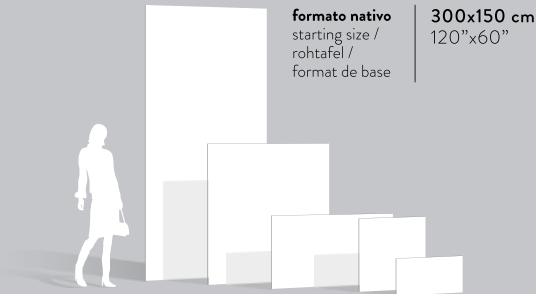 formato nativo
starting size /
rohtafel /
format de base
300x150 cm
120”x60”